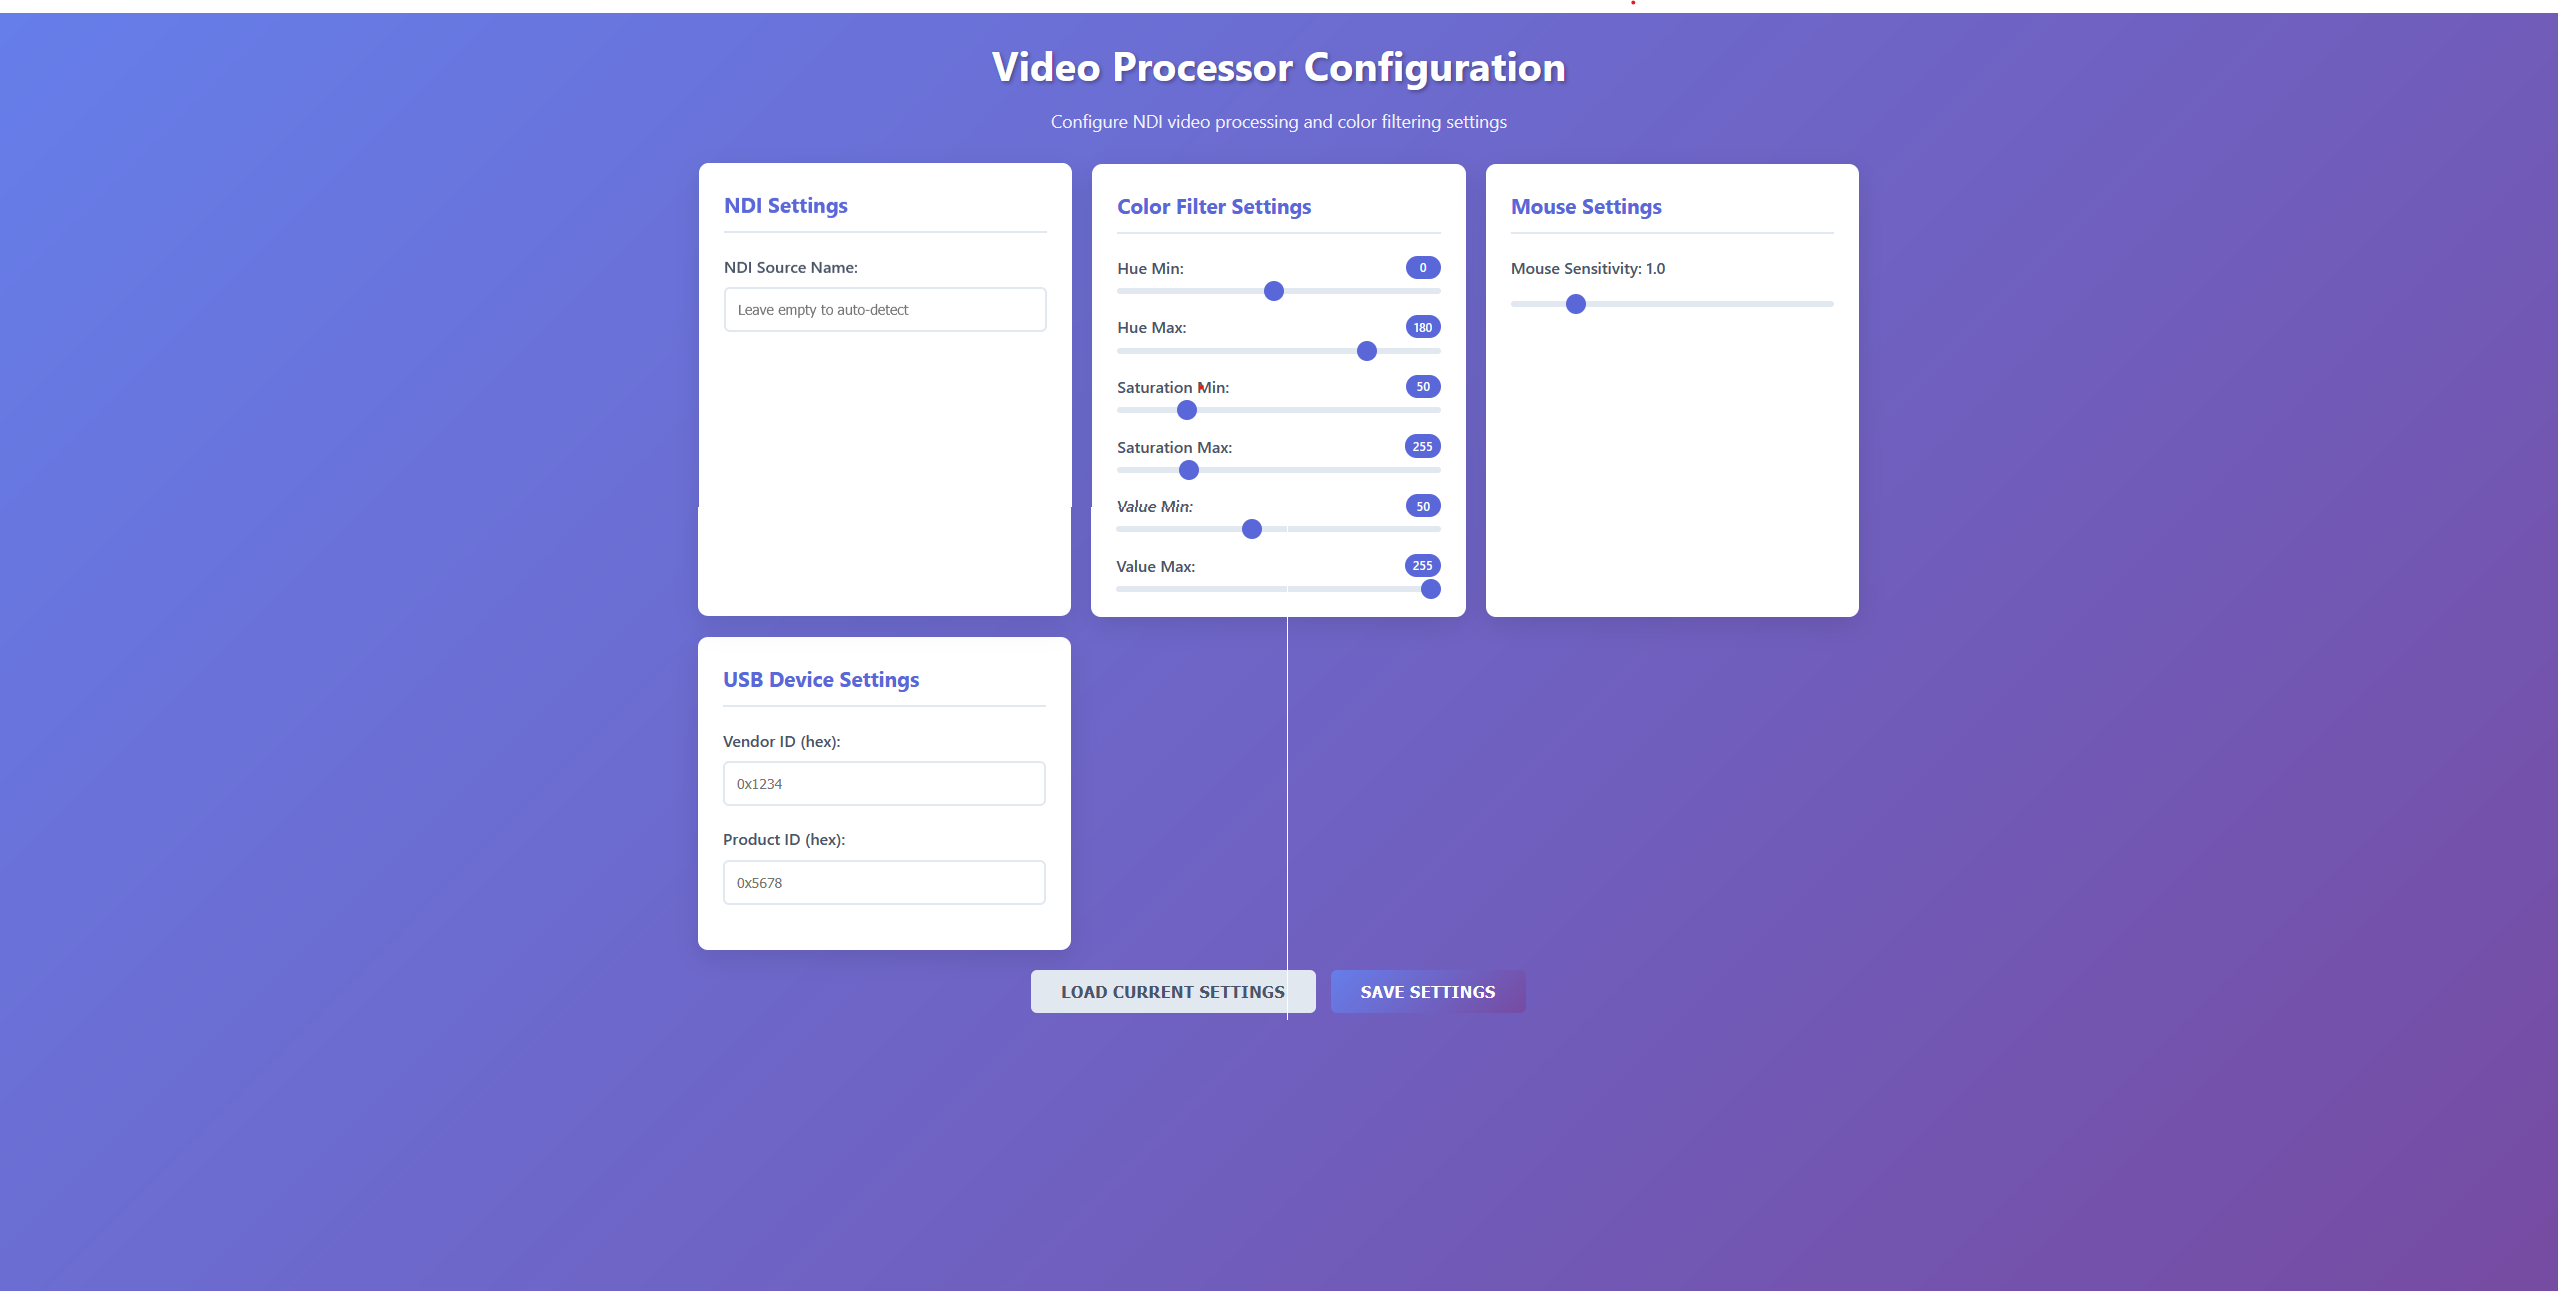 Video Processor Configuration
Configure NDI video processing and color filtering settings
NDI Settings
NDI Source Name:
Leave empty to auto-detect
Color Filter Settings
Hue Min: 0
Hue Max: 180
Saturation Min: 50
Saturation Max: 255
Value Min: 50
Value Max: 255
Mouse Settings
Mouse Sensitivity: 1.0
USB Device Settings
Vendor ID (hex):
0x1234
Product ID (hex):
0x5678
LOAD CURRENT SETTINGS
SAVE SETTINGS